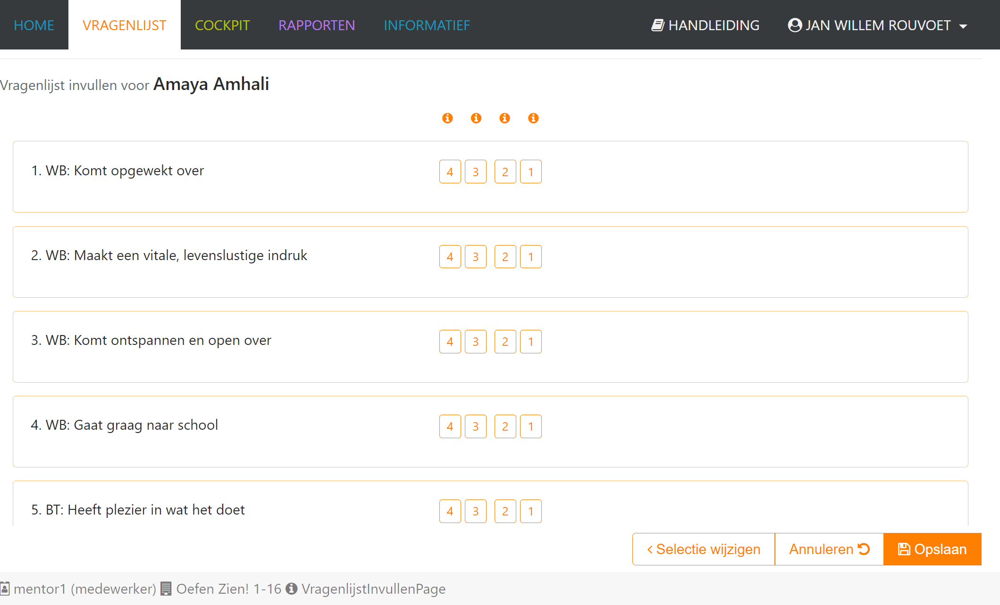 HOME VRAGENLIJST COCKPIT RAPPORTEN INFORMATIEF HANDLEIDING JAN WILLEM ROUVOET
Vragenlijst invullen voor Amaya Amhali
1. WB: Komt opgewekt over 4 3 2 1
2. WB: Maakt een vitale, levenslustige indruk 4 3 2 1
3. WB: Komt ontspannen en open over 4 3 2 1
4. WB: Gaat graag naar school 4 3 2 1
5. BT: Heeft plezier in wat het doet 4 3 2 1
< Selectie wijzigen Annuleren Opslaan
mentor1 (medewerker) Oefen Zien! 1-16 VragenlijstInvullenPage